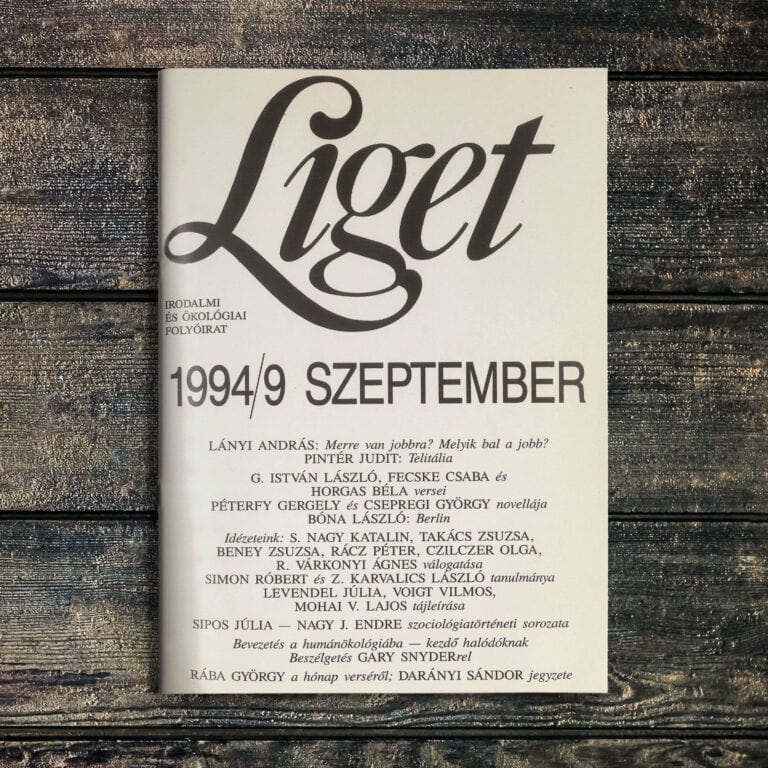 Liget
IRODALMI
ÉS ÖKOLÓGIAI
FOLYÓIRAT
1994/9 SZEPTEMBER
LÁNYI ANDRÁS: Merre van jobbra? Melyik bal a jobb?
PINTÉR JUDIT: Telitália
G. ISTVÁN LÁSZLÓ, FECSKE CSABA és
HORGAS BÉLA versei
PÉTERFY GERGELY és CSEPREGI GYÖRGY novellája
BÓNA LÁSZLÓ: Berlin
Idézeteink: S. NAGY KATALIN, TAKÁCS ZSUZSA,
BENEY ZSUZSA, RÁCZ PÉTER, CZILCZER OLGA,
R. VÁRKONYI ÁGNES válogatása
SIMON RÓBERT és Z. KARVALICS LÁSZLÓ tanulmánya
LEVENDEL JÚLIA, VOIGT VILMOS,
MOHAI V. LAJOS tájleírása
SIPOS JÚLIA — NAGY J. ENDRE szociológiatörténeti sorozata
Bevezetés a humánökológiába — kezdő halódóknak
Beszélgetés GARY SNYDERrel
RÁBA GYÖRGY a hónap verséről; DARÁNYI SÁNDOR jegyzete